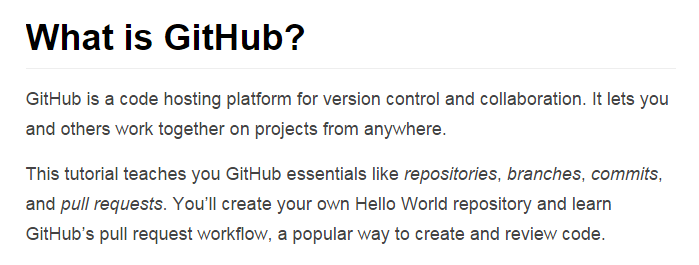 What is GitHub?
GitHub is a code hosting platform for version control and collaboration. It lets you
and others work together on projects from anywhere.
This tutorial teaches you GitHub essentials like repositories, branches, commits,
and pull requests. You’ll create your own Hello World repository and learn
GitHub’s pull request workflow, a popular way to create and review code.